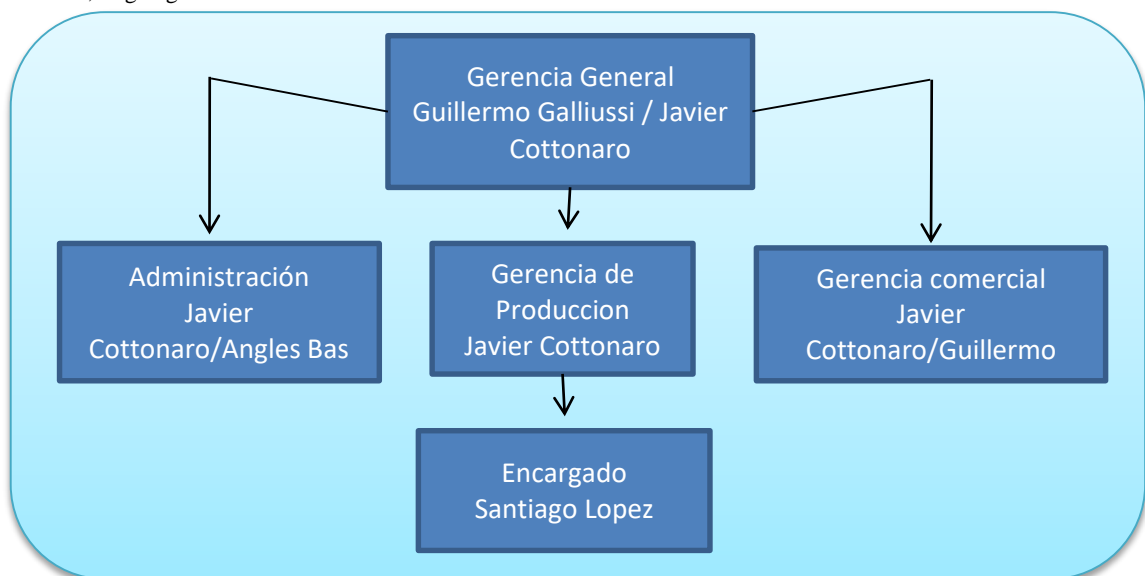 Gerencia General
Guillermo Galliussi / Javier
Cottonaro
Administración
Javier
Cottonaro/Angles Bas
Gerencia de
Produccion
Javier Cottonaro
Gerencia comercial
Javier
Cottonaro/Guillermo
Encargado
Santiago Lopez